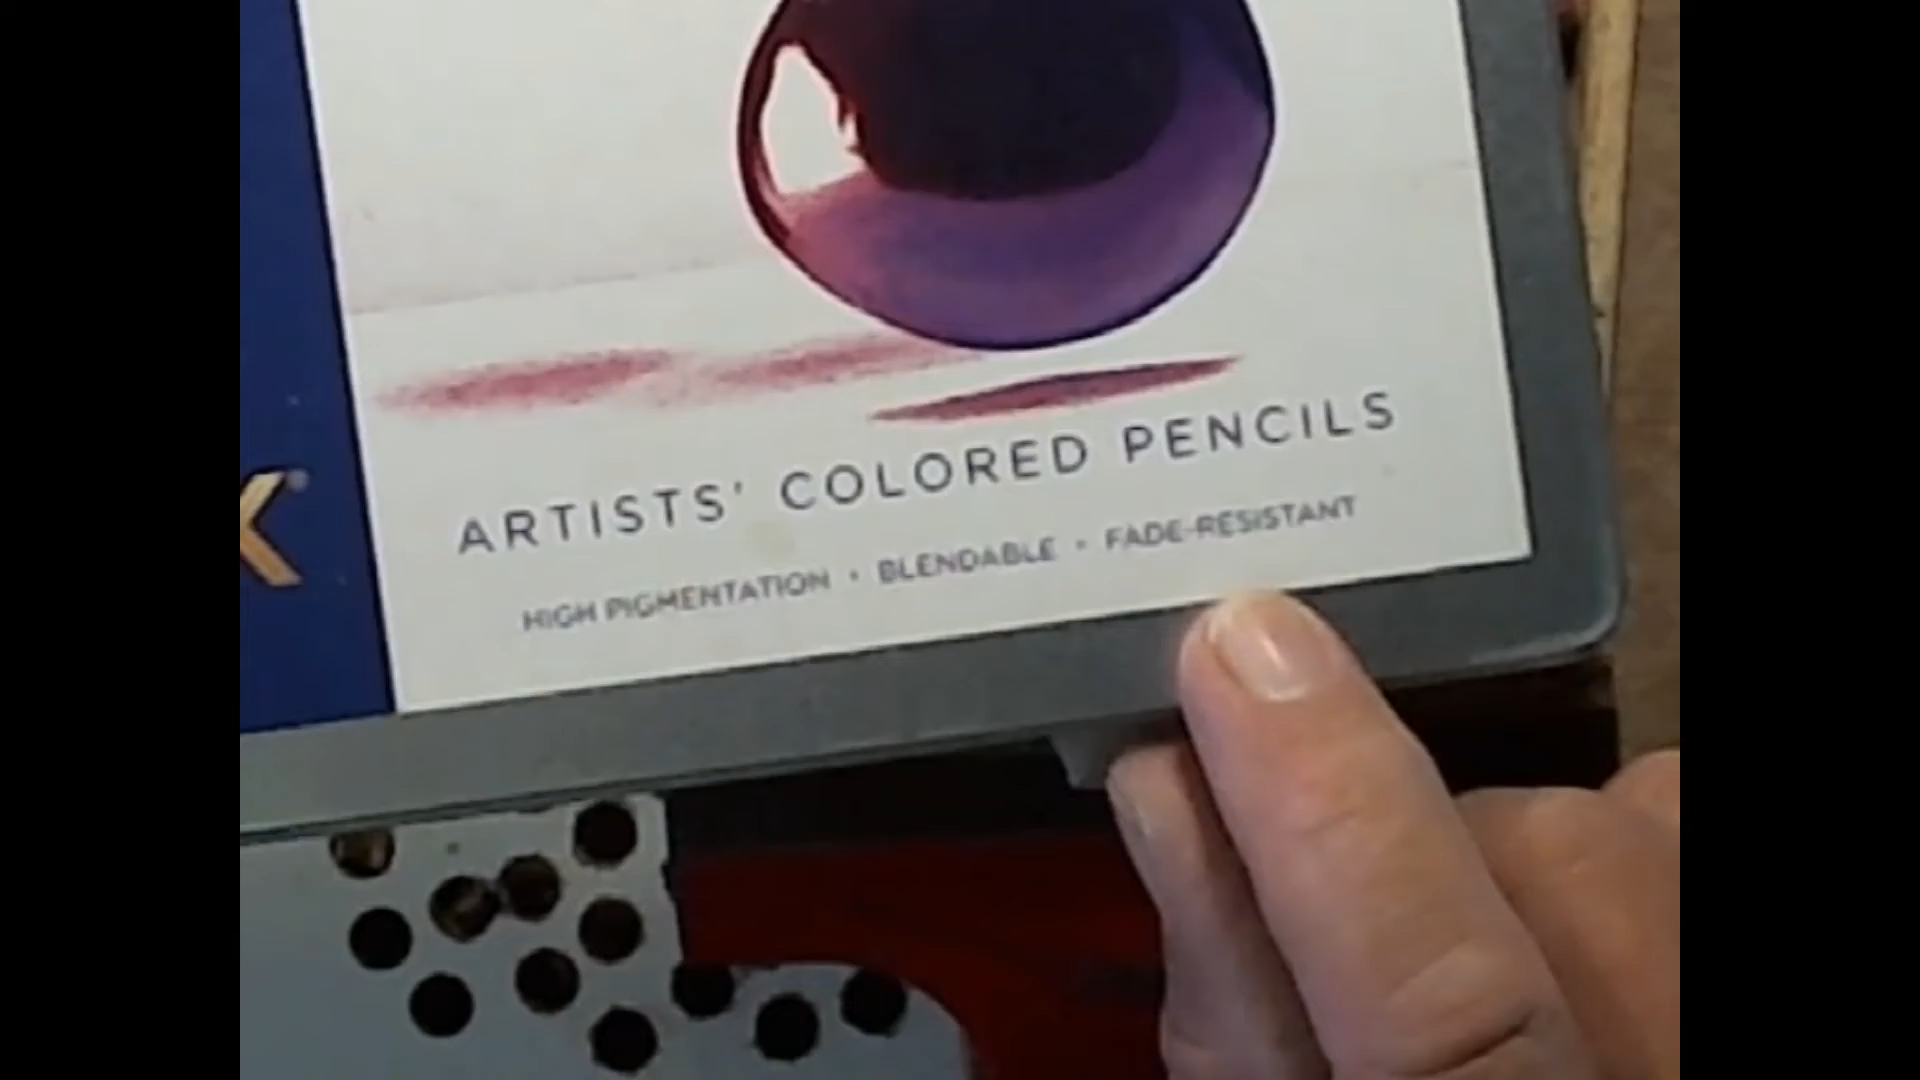 ARTISTS' COLORED PENCILS
HIGH PIGMENTATION • BLENDABLE • FADE-RESISTANT
K